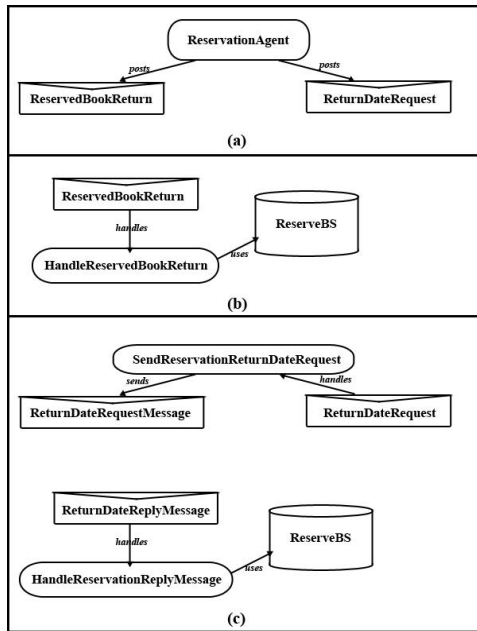 ReservationAgent
posts posts
ReservedBookReturn ReturnDateRequest
(a)
ReservedBookReturn
ReserveBS
handles
uses
HandleReservedBookReturn
(b)
SendReservationReturnDateRequest
sends handles
ReturnDateRequestMessage ReturnDateRequest
ReturnDateReplyMessage
ReserveBS
handles
uses
HandleReservationReplyMessage
(c)